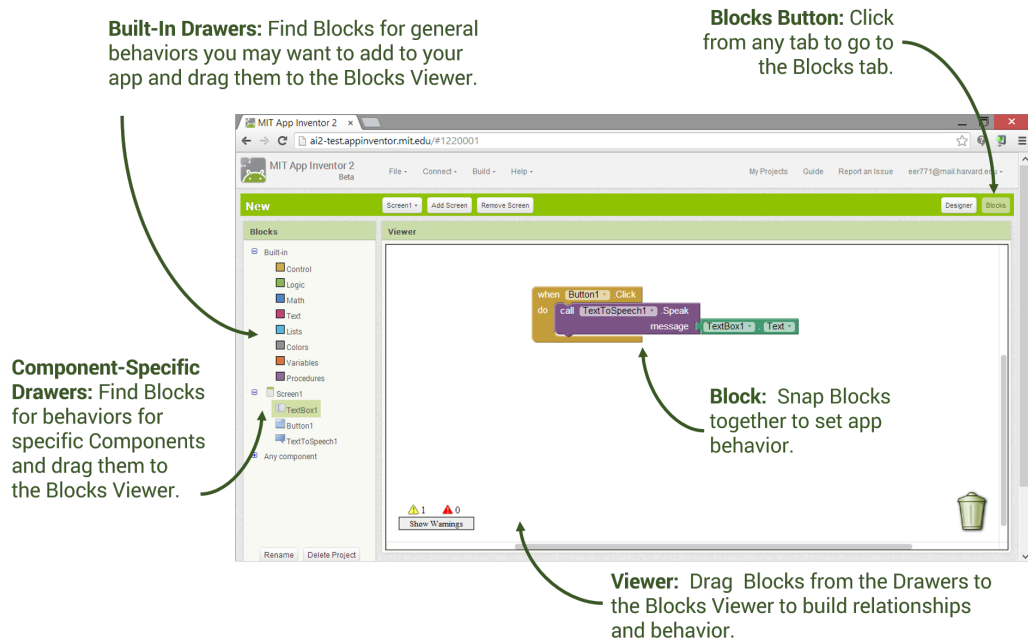 Built-In Drawers: Find Blocks for general
behaviors you may want to add to your
app and drag them to the Blocks Viewer.
Blocks Button: Click
from any tab to go to
the Blocks tab.
MIT App Inventor 2
ai2-test.appinventor.mit.edu/#1220001
MIT App Inventor 2
Beta
File Connect Build Help
My Projects Guide Report an Issue eer771@mail.harvard.edu
New
Screen1 Add Screen Remove Screen
Designer Blocks
Blocks
Viewer
Built-in
Control
Logic
Math
Text
Lists
Colors
Variables
Procedures
Screen1
TextBox1
Button1
TextToSpeech1
Any component
Rename Delete Project
when Button1 .Click
do call TextToSpeech1 .Speak
message TextBox1 . Text
1 0
Show Warnings
Component-Specific
Drawers: Find Blocks
for behaviors for
specific Components
and drag them to
the Blocks Viewer.
Block: Snap Blocks
together to set app
behavior.
Viewer: Drag Blocks from the Drawers to
the Blocks Viewer to build relationships
and behavior.